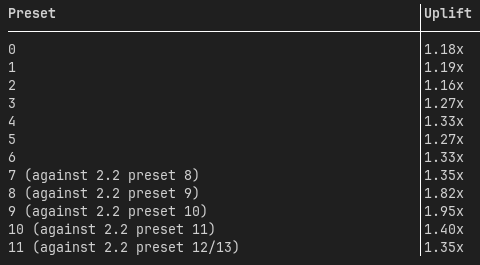 Preset Uplift
0 1.18x
1 1.19x
2 1.16x
3 1.27x
4 1.33x
5 1.27x
6 1.33x
7 (against 2.2 preset 8) 1.35x
8 (against 2.2 preset 9) 1.82x
9 (against 2.2 preset 10) 1.95x
10 (against 2.2 preset 11) 1.40x
11 (against 2.2 preset 12/13) 1.35x